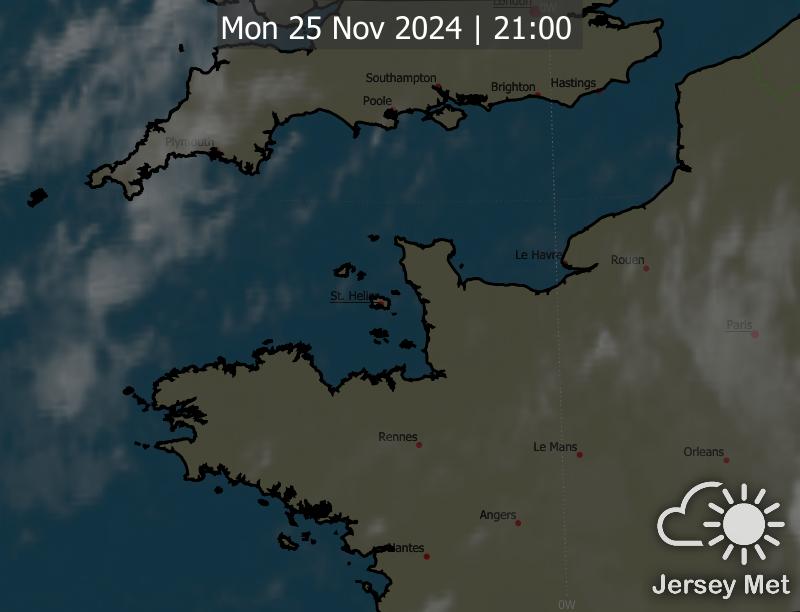 London
0W
Mon 25 Nov 2024 | 21:00
Southampton
Brighton
Hastings
Poole
Plymouth
Le Havre
Rouen
St. Helier
Paris
Rennes
Le Mans
Orleans
Angers
Nantes
Jersey Met
0W